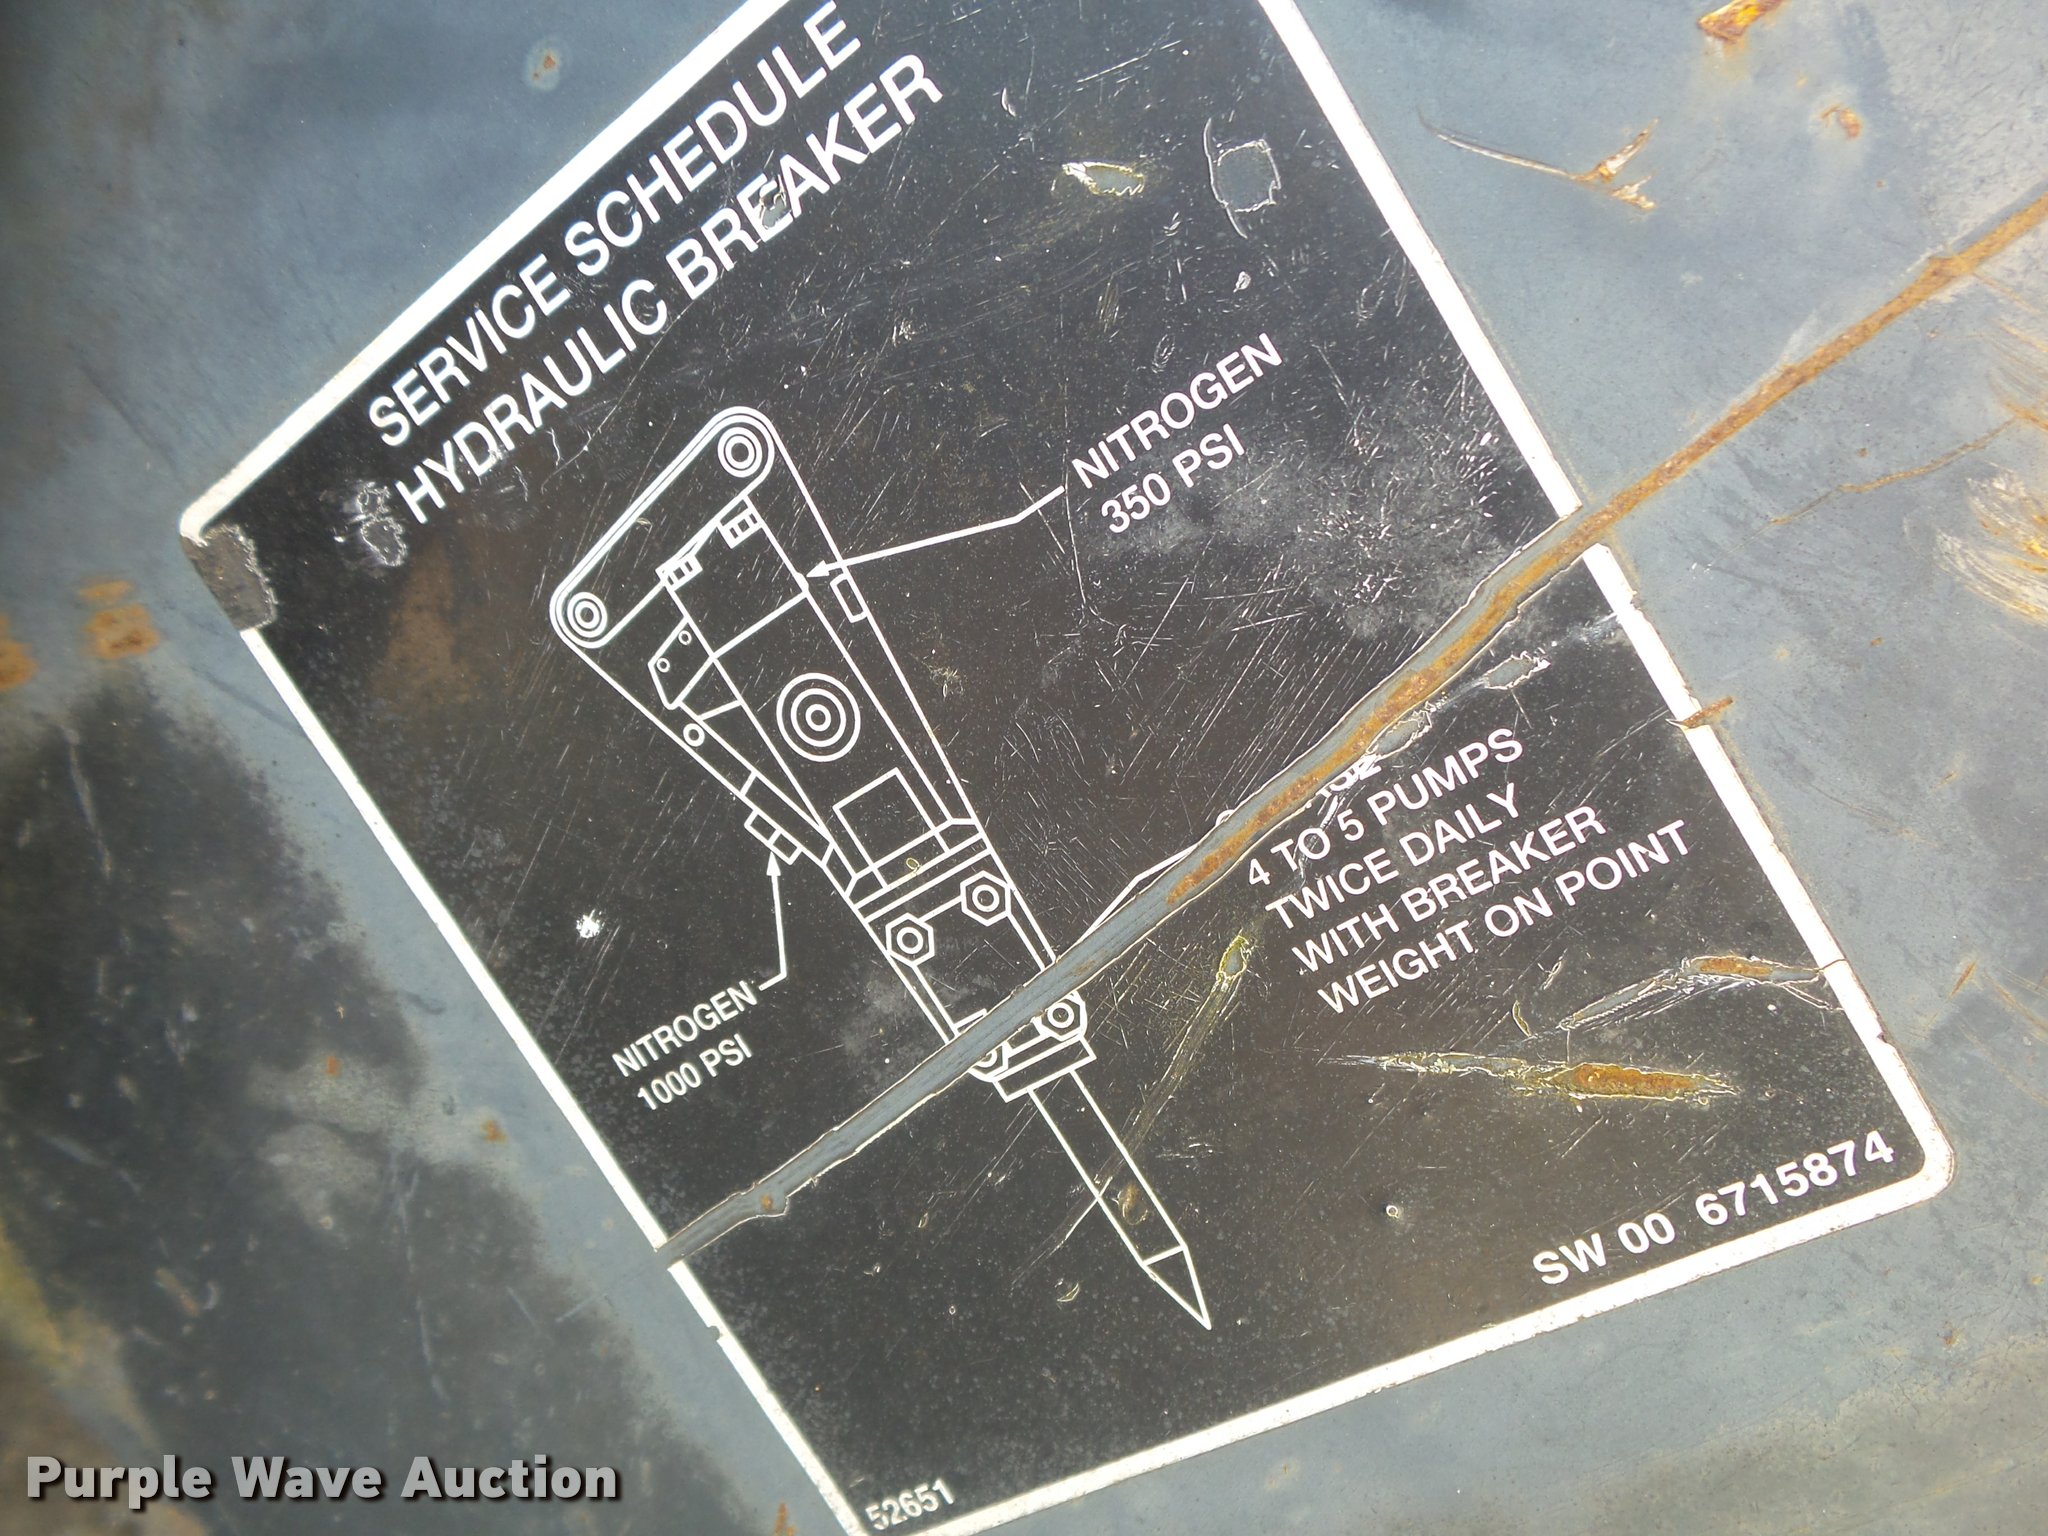 SERVICE SCHEDULE
HYDRAULIC BREAKER
NITROGEN
350 PSI
NITROGEN
1000 PSI
4 TO 5 PUMPS
TWICE DAILY
WITH BREAKER
WEIGHT ON POINT
SW 00 6715874
52651
Purple Wave Auction